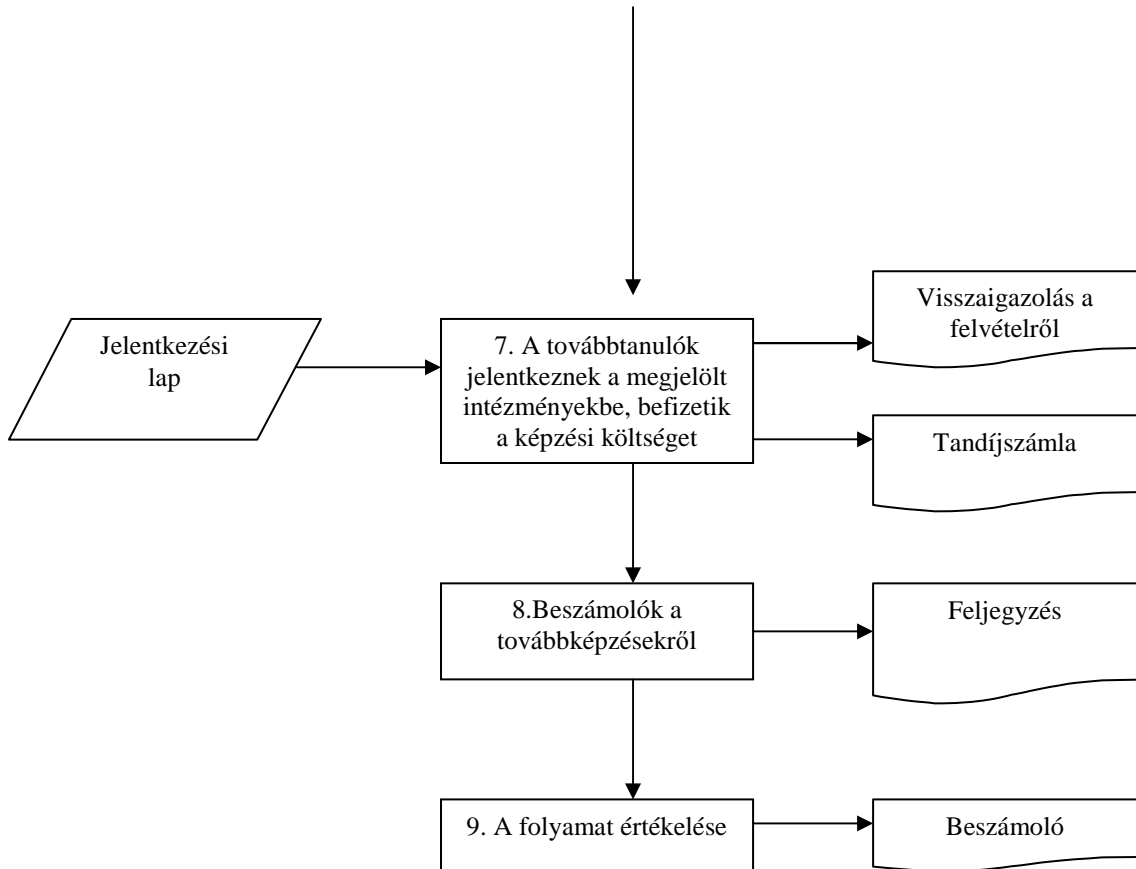 Jelentkezési
lap
7. A továbbtanulók
jelentkeznek a megjelölt
intézményekbe, befizetik
a képzési költséget
Visszaigazolás a
felvételről
Tandíjszámla
8.Beszámolók a
továbbképzésekről
Feljegyzés
9. A folyamat értékelése
Beszámoló